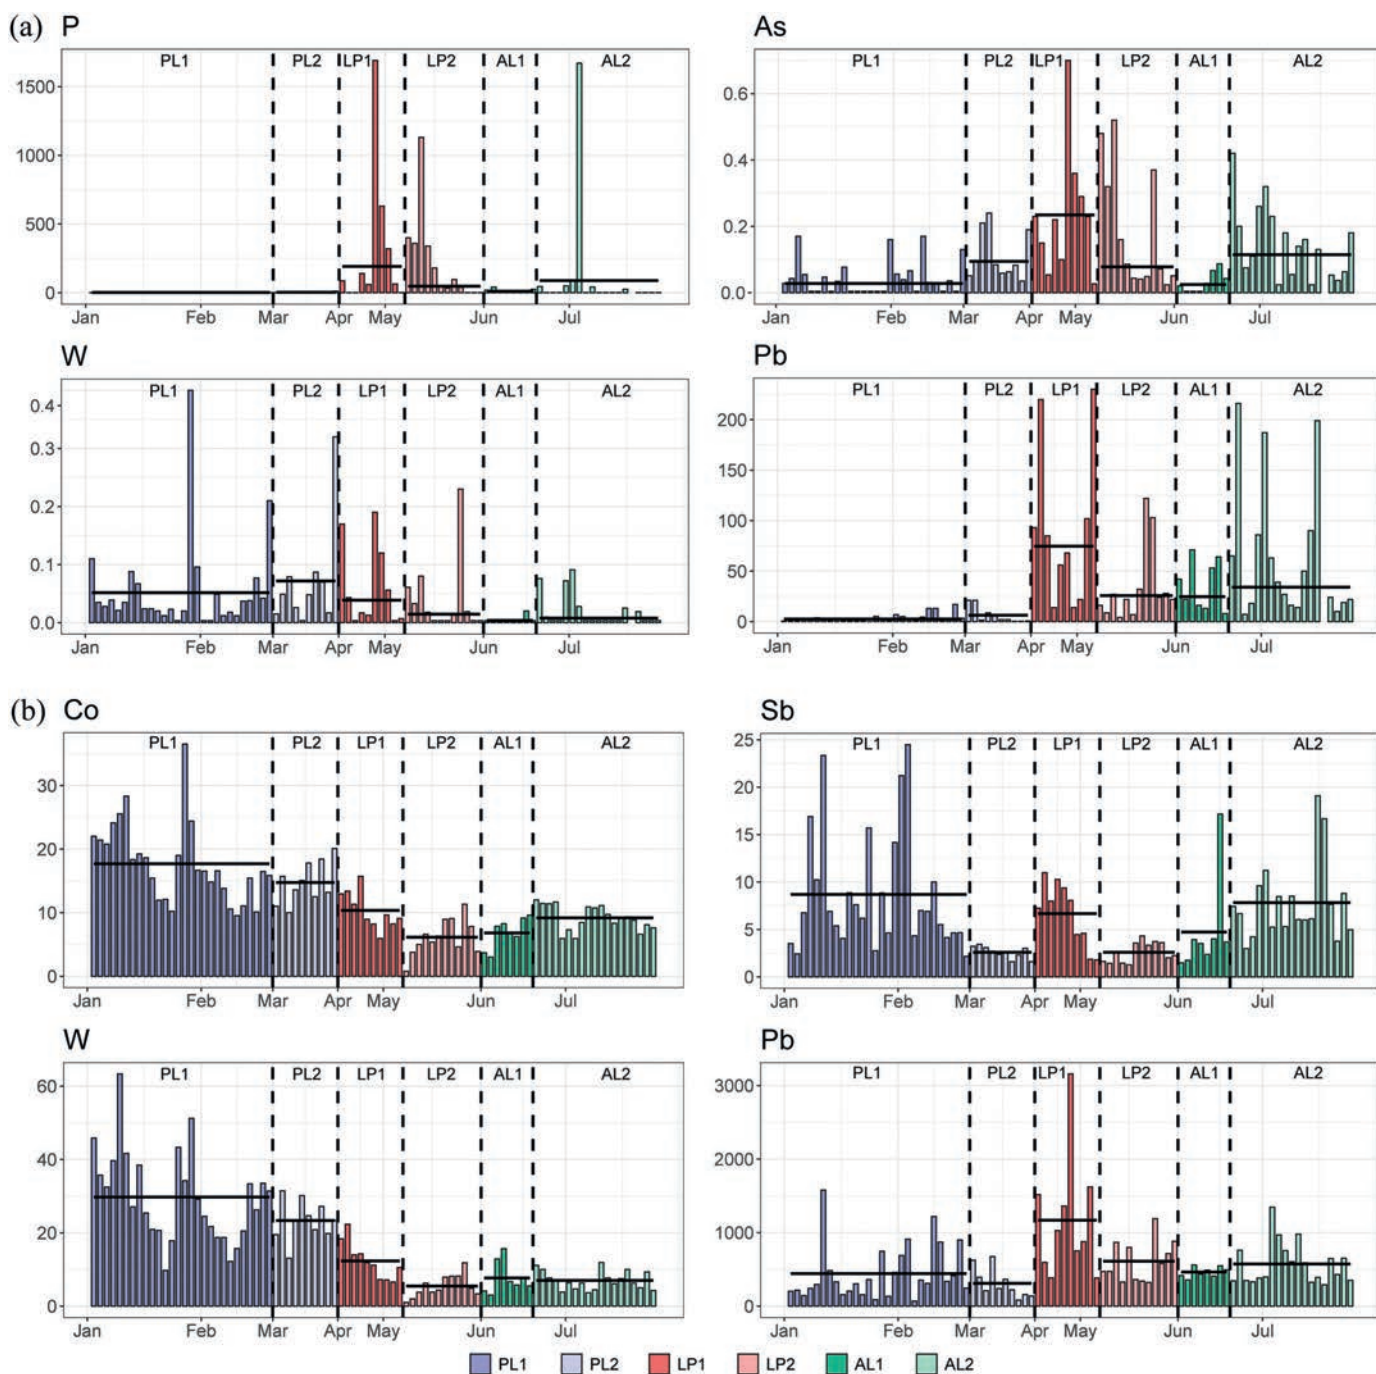 (a) P
PL1 PL2 LP1 LP2 AL1 AL2
1500
1000
500
0
Jan Feb Mar Apr May Jun Jul
As
PL1 PL2 LP1 LP2 AL1 AL2
0.6
0.4
0.2
0.0
Jan Feb Mar Apr May Jun Jul
W
PL1 PL2 LP1 LP2 AL1 AL2
0.4
0.3
0.2
0.1
0.0
Jan Feb Mar Apr May Jun Jul
Pb
PL1 PL2 LP1 LP2 AL1 AL2
200
150
100
50
0
Jan Feb Mar Apr May Jun Jul
(b) Co
PL1 PL2 LP1 LP2 AL1 AL2
30
20
10
0
Jan Feb Mar Apr May Jun Jul
Sb
PL1 PL2 LP1 LP2 AL1 AL2
25
20
15
10
5
0
Jan Feb Mar Apr May Jun Jul
W
PL1 PL2 LP1 LP2 AL1 AL2
60
40
20
0
Jan Feb Mar Apr May Jun Jul
Pb
PL1 PL2 LP1 LP2 AL1 AL2
3000
2000
1000
0
Jan Feb Mar Apr May Jun Jul
PL1 PL2 LP1 LP2 AL1 AL2